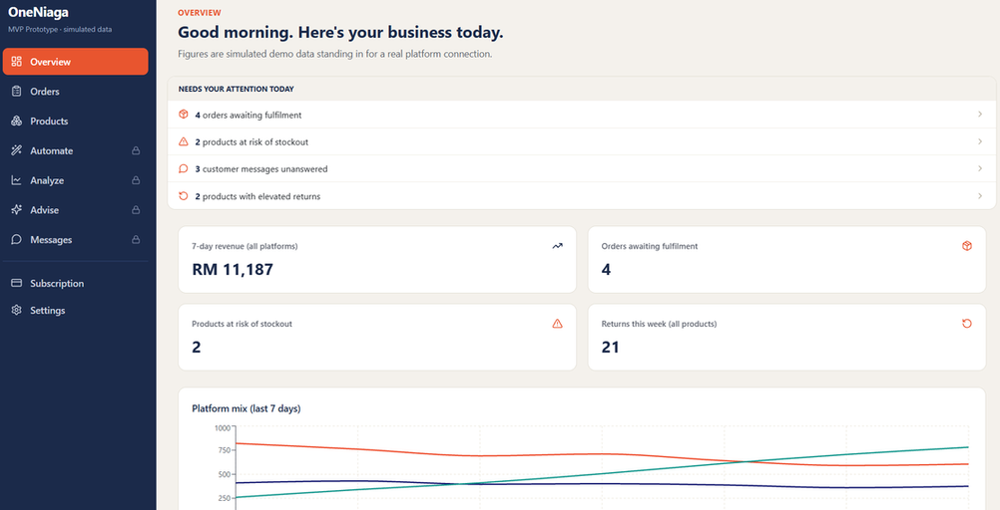 OneNiaga
MVP Prototype · simulated data
Overview
Orders
Products
Automate
Analyze
Advise
Messages
Subscription
Settings
OVERVIEW
Good morning. Here's your business today.
Figures are simulated demo data standing in for a real platform connection.
NEEDS YOUR ATTENTION TODAY
4 orders awaiting fulfilment
2 products at risk of stockout
3 customer messages unanswered
2 products with elevated returns
7-day revenue (all platforms)
RM 11,187
Orders awaiting fulfilment
4
Products at risk of stockout
2
Returns this week (all products)
21
Platform mix (last 7 days)
1000
750
500
250